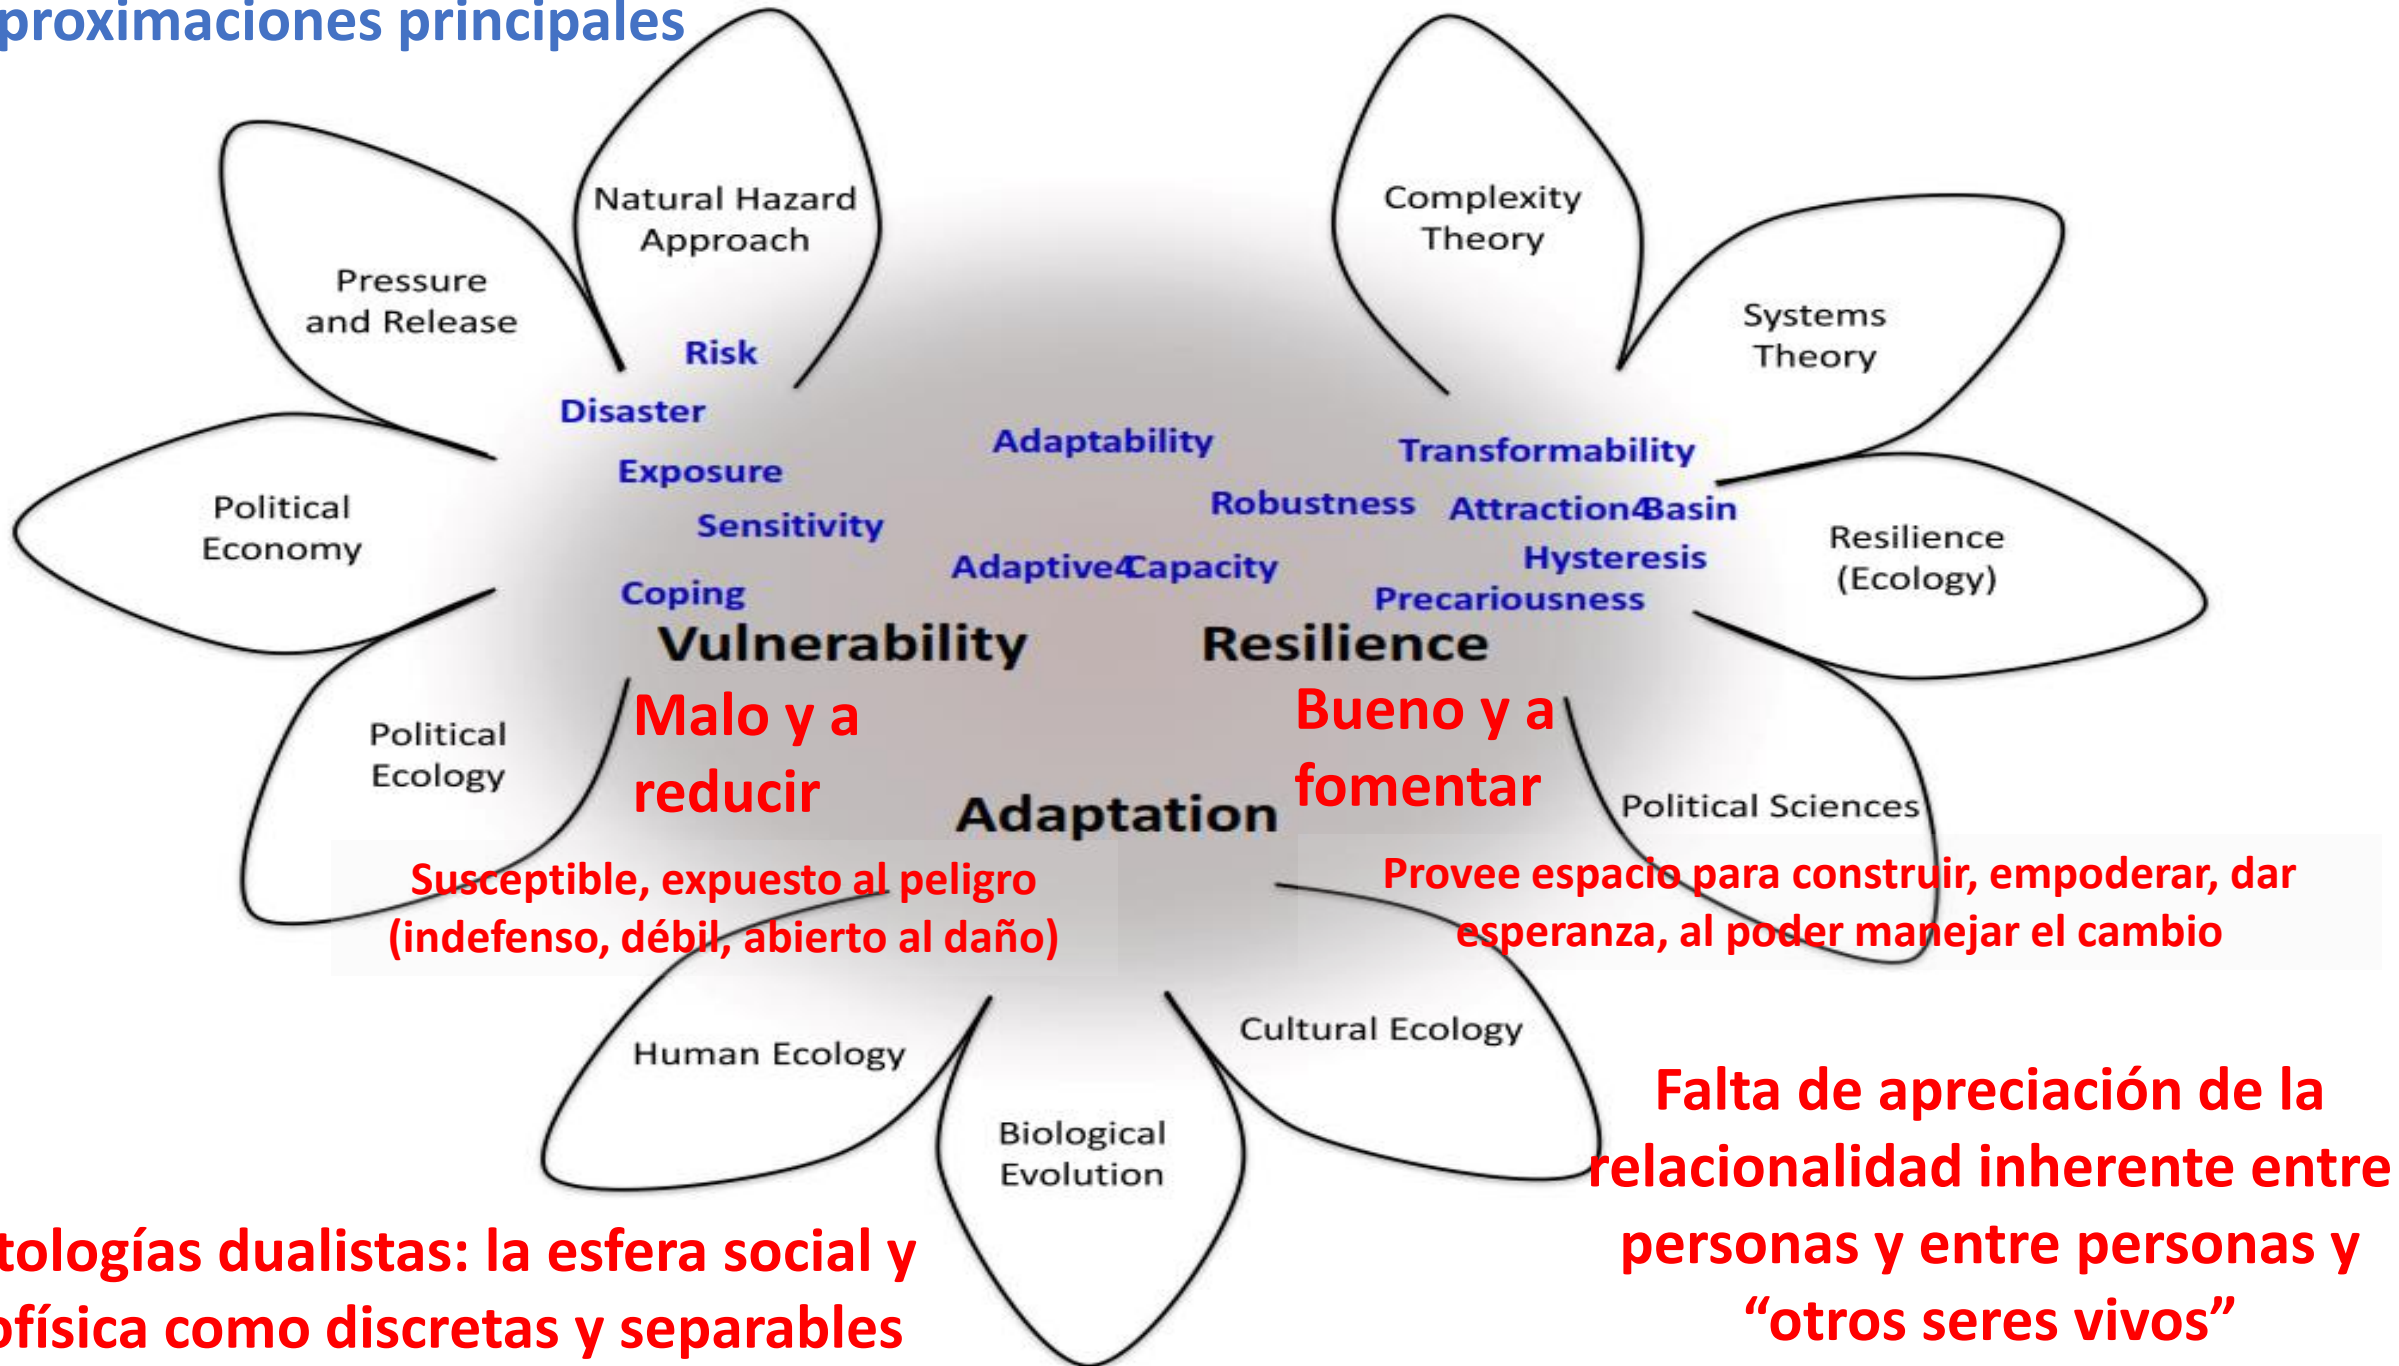 proximaciones principales
Natural Hazard
Approach
Complexity
Theory
Pressure
and Release
Systems
Theory
Risk
Disaster
Exposure
Sensitivity
Coping
Adaptability
Adaptive4Capacity
Robustness
Transformability
Attraction4Basin
Hysteresis
Precariousness
Political
Economy
Resilience
(Ecology)
Vulnerability
Resilience
Malo y a
reducir
Bueno y a
fomentar
Political
Ecology
Adaptation
Political Sciences
Susceptible, expuesto al peligro
(indefenso, débil, abierto al daño)
Provee espacio para construir, empoderar, dar
esperanza, al poder manejar el cambio
Human Ecology
Cultural Ecology
Biological
Evolution
Falta de apreciación de la
relacionalidad inherente entre
personas y entre personas y
“otros seres vivos”
tologías dualistas: la esfera social y
ofísica como discretas y separables